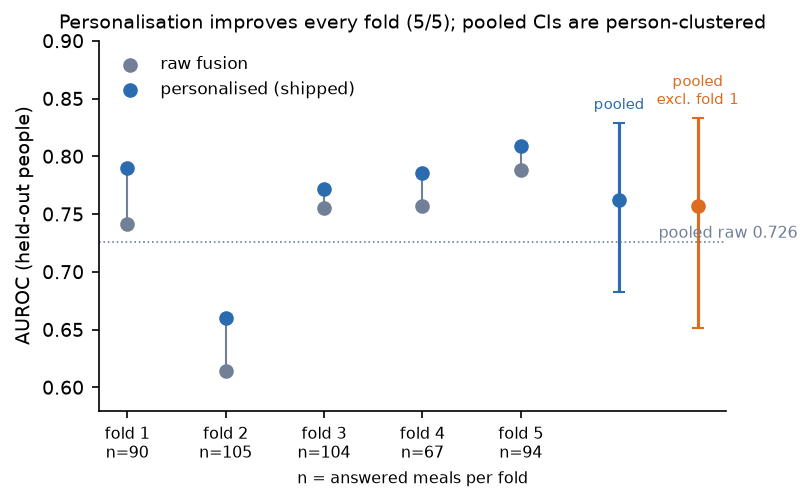 Personalisation improves every fold (5/5); pooled CIs are person-clustered
AUROC (held-out people)
0.90
0.85
0.80
0.75
0.70
0.65
0.60
raw fusion
personalised (shipped)
pooled
pooled
excl. fold 1
pooled raw 0.726
fold 1
n=90
fold 2
n=105
fold 3
n=104
fold 4
n=67
fold 5
n=94
n = answered meals per fold